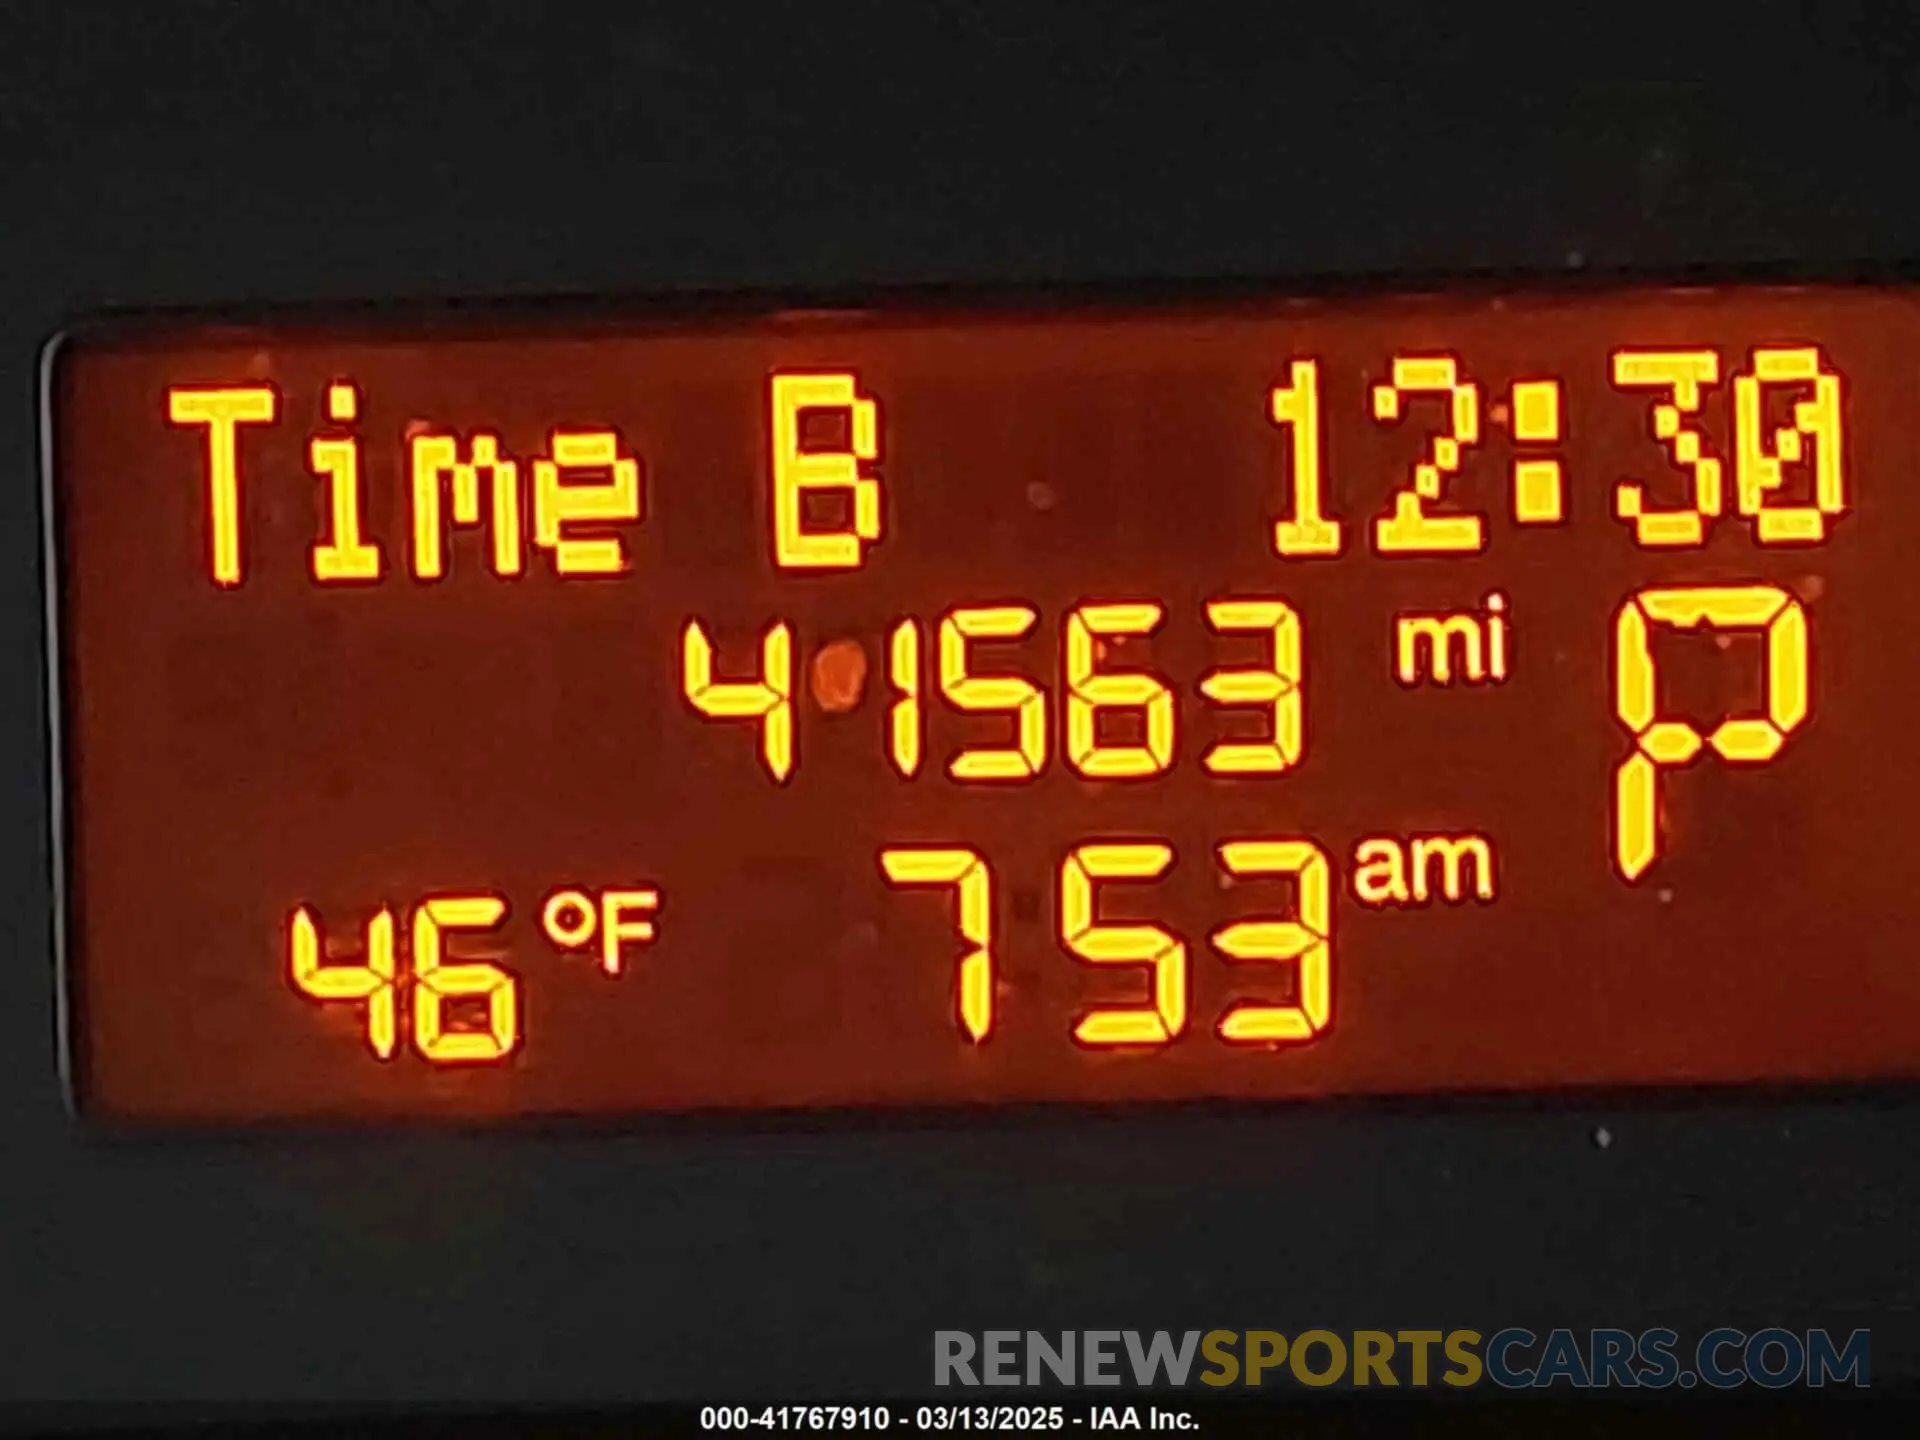 Time B 12:30
41563 mi P
46 °F 753 am
RENEWSPORTSCARS.COM
000-41767910 - 03/13/2025 - IAA Inc.